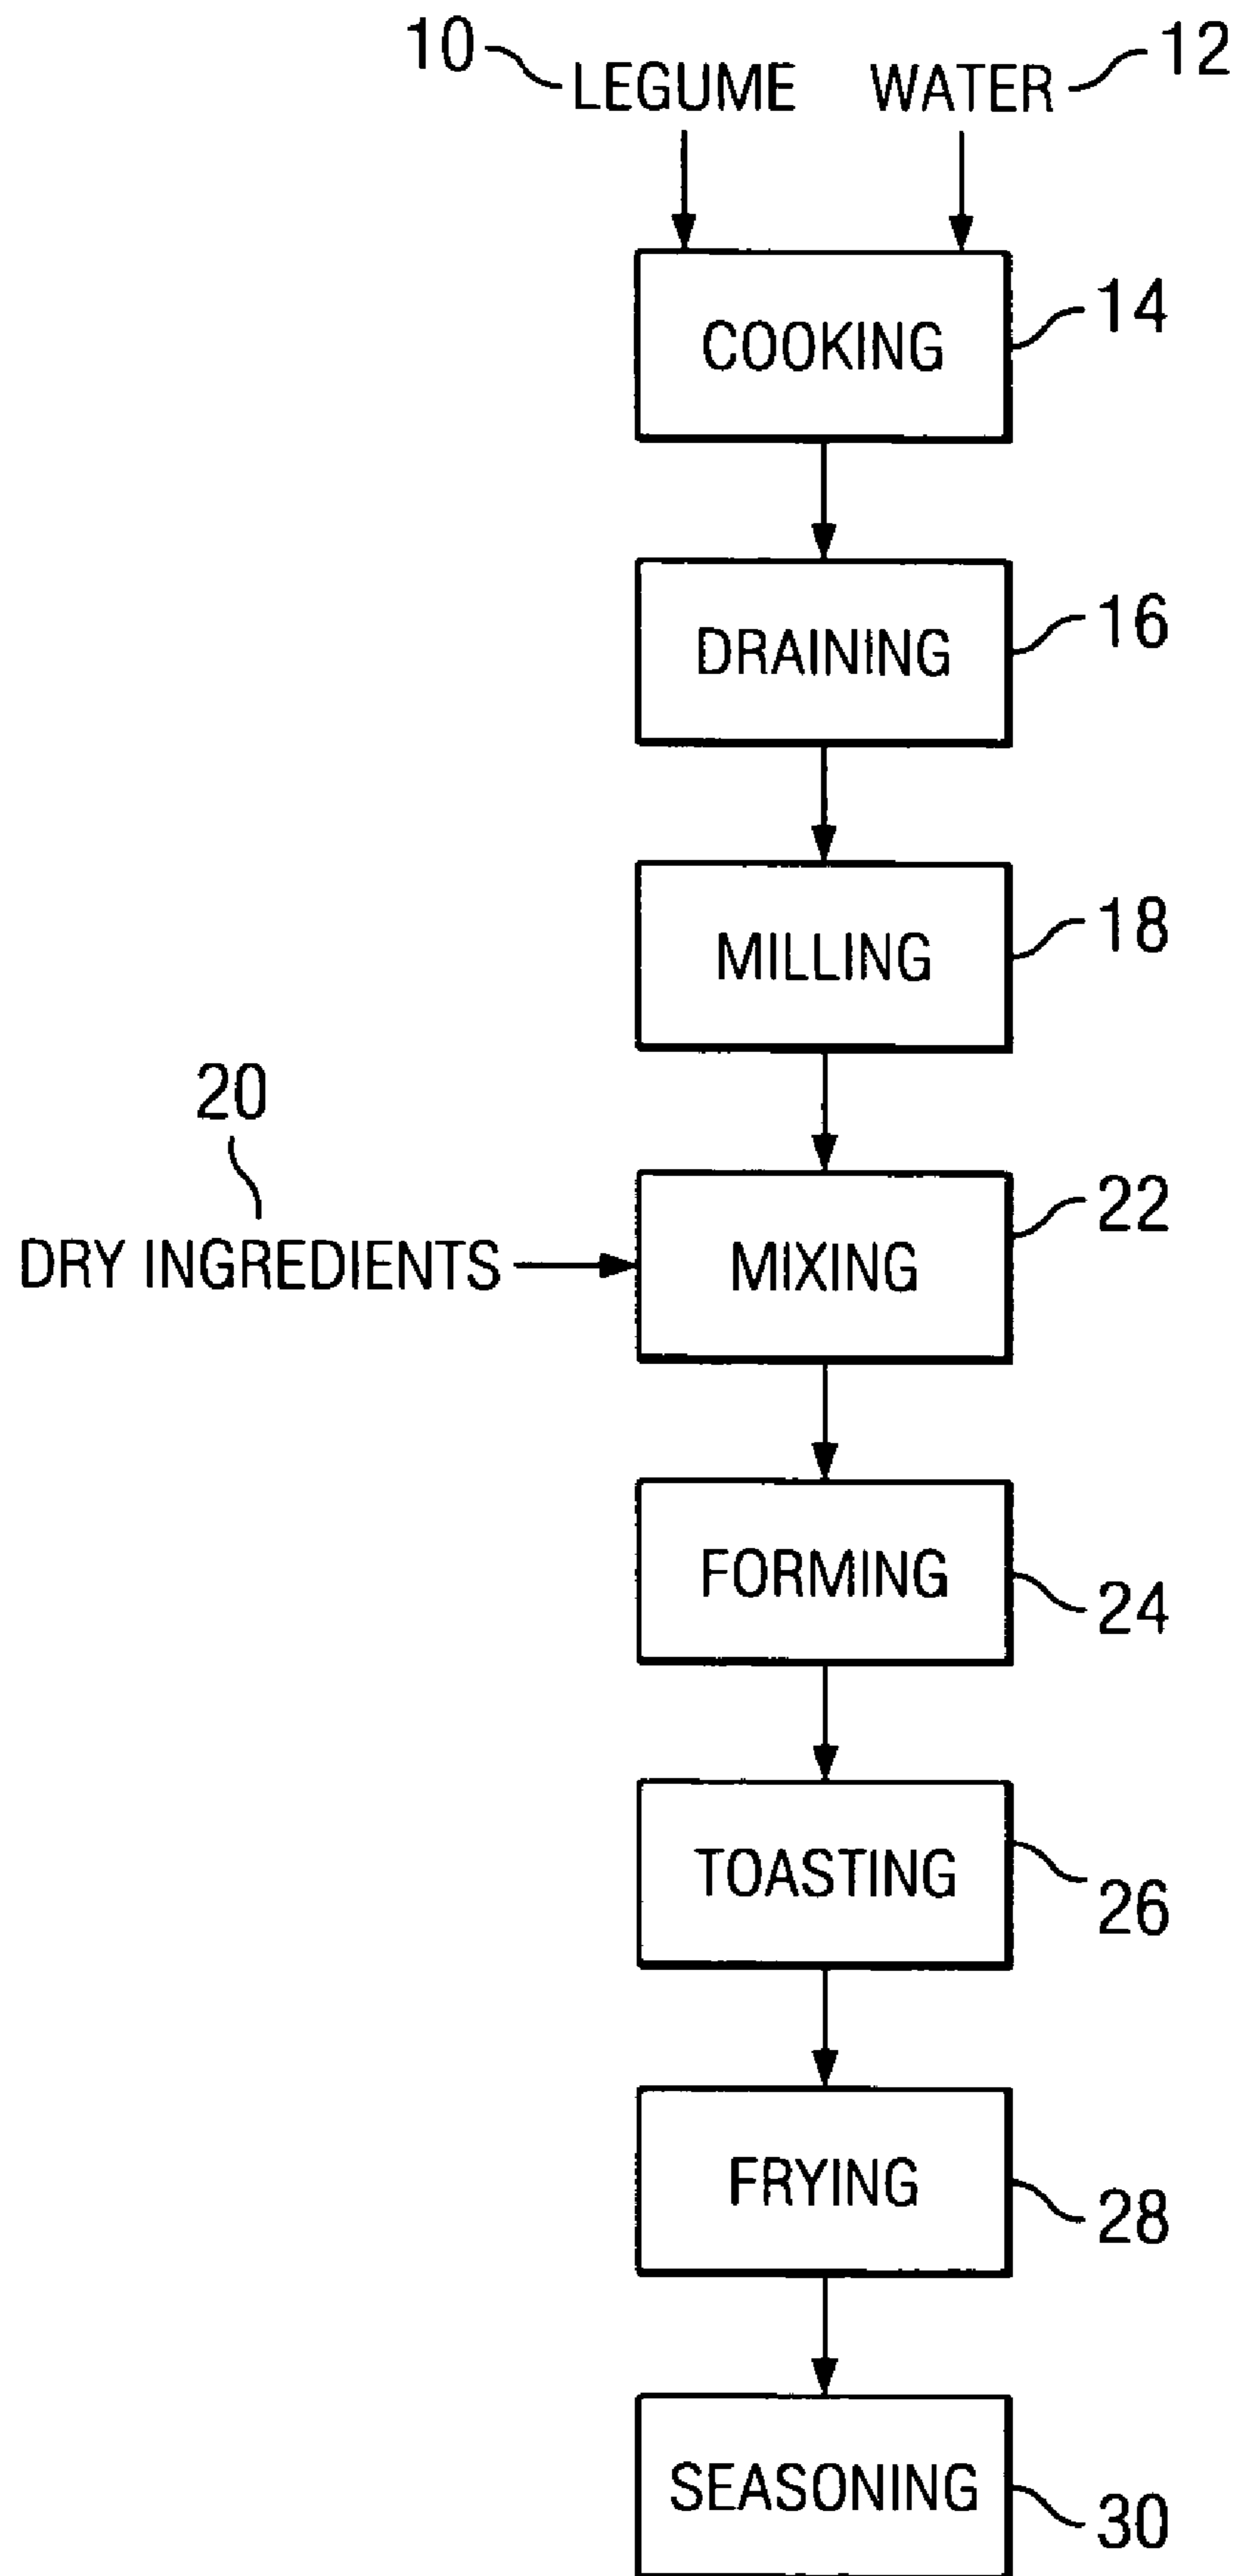 10 LEGUME WATER 12
COOKING 14
DRAINING 16
MILLING 18
20
DRY INGREDIENTS MIXING 22
FORMING 24
TOASTING 26
FRYING 28
SEASONING 30